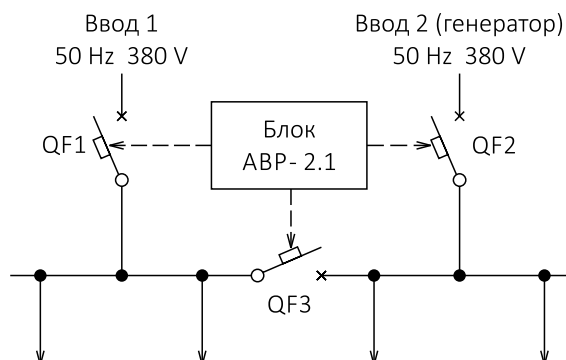 Ввод 1
50 Hz 380 V
Ввод 2 (генератор)
50 Hz 380 V
QF1
Блок
АВР- 2.1
QF2
QF3